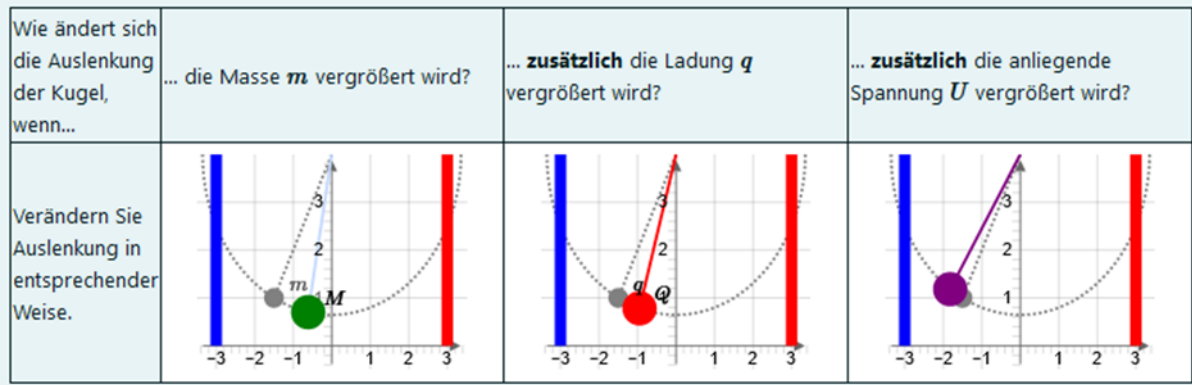 Wie ändert sich
die Auslenkung
der Kugel,
wenn...
... die Masse m vergrößert wird?
... zusätzlich die Ladung q
vergrößert wird?
... zusätzlich die anliegende
Spannung U vergrößert wird?
Verändern Sie
Auslenkung in
entsprechender
Weise.
3
2
1
m
M
−3 −2 −1 1 2 3
3
2
q
Q
−3 −2 −1 1 2 3
3
2
1
−3 −2 −1 1 2 3